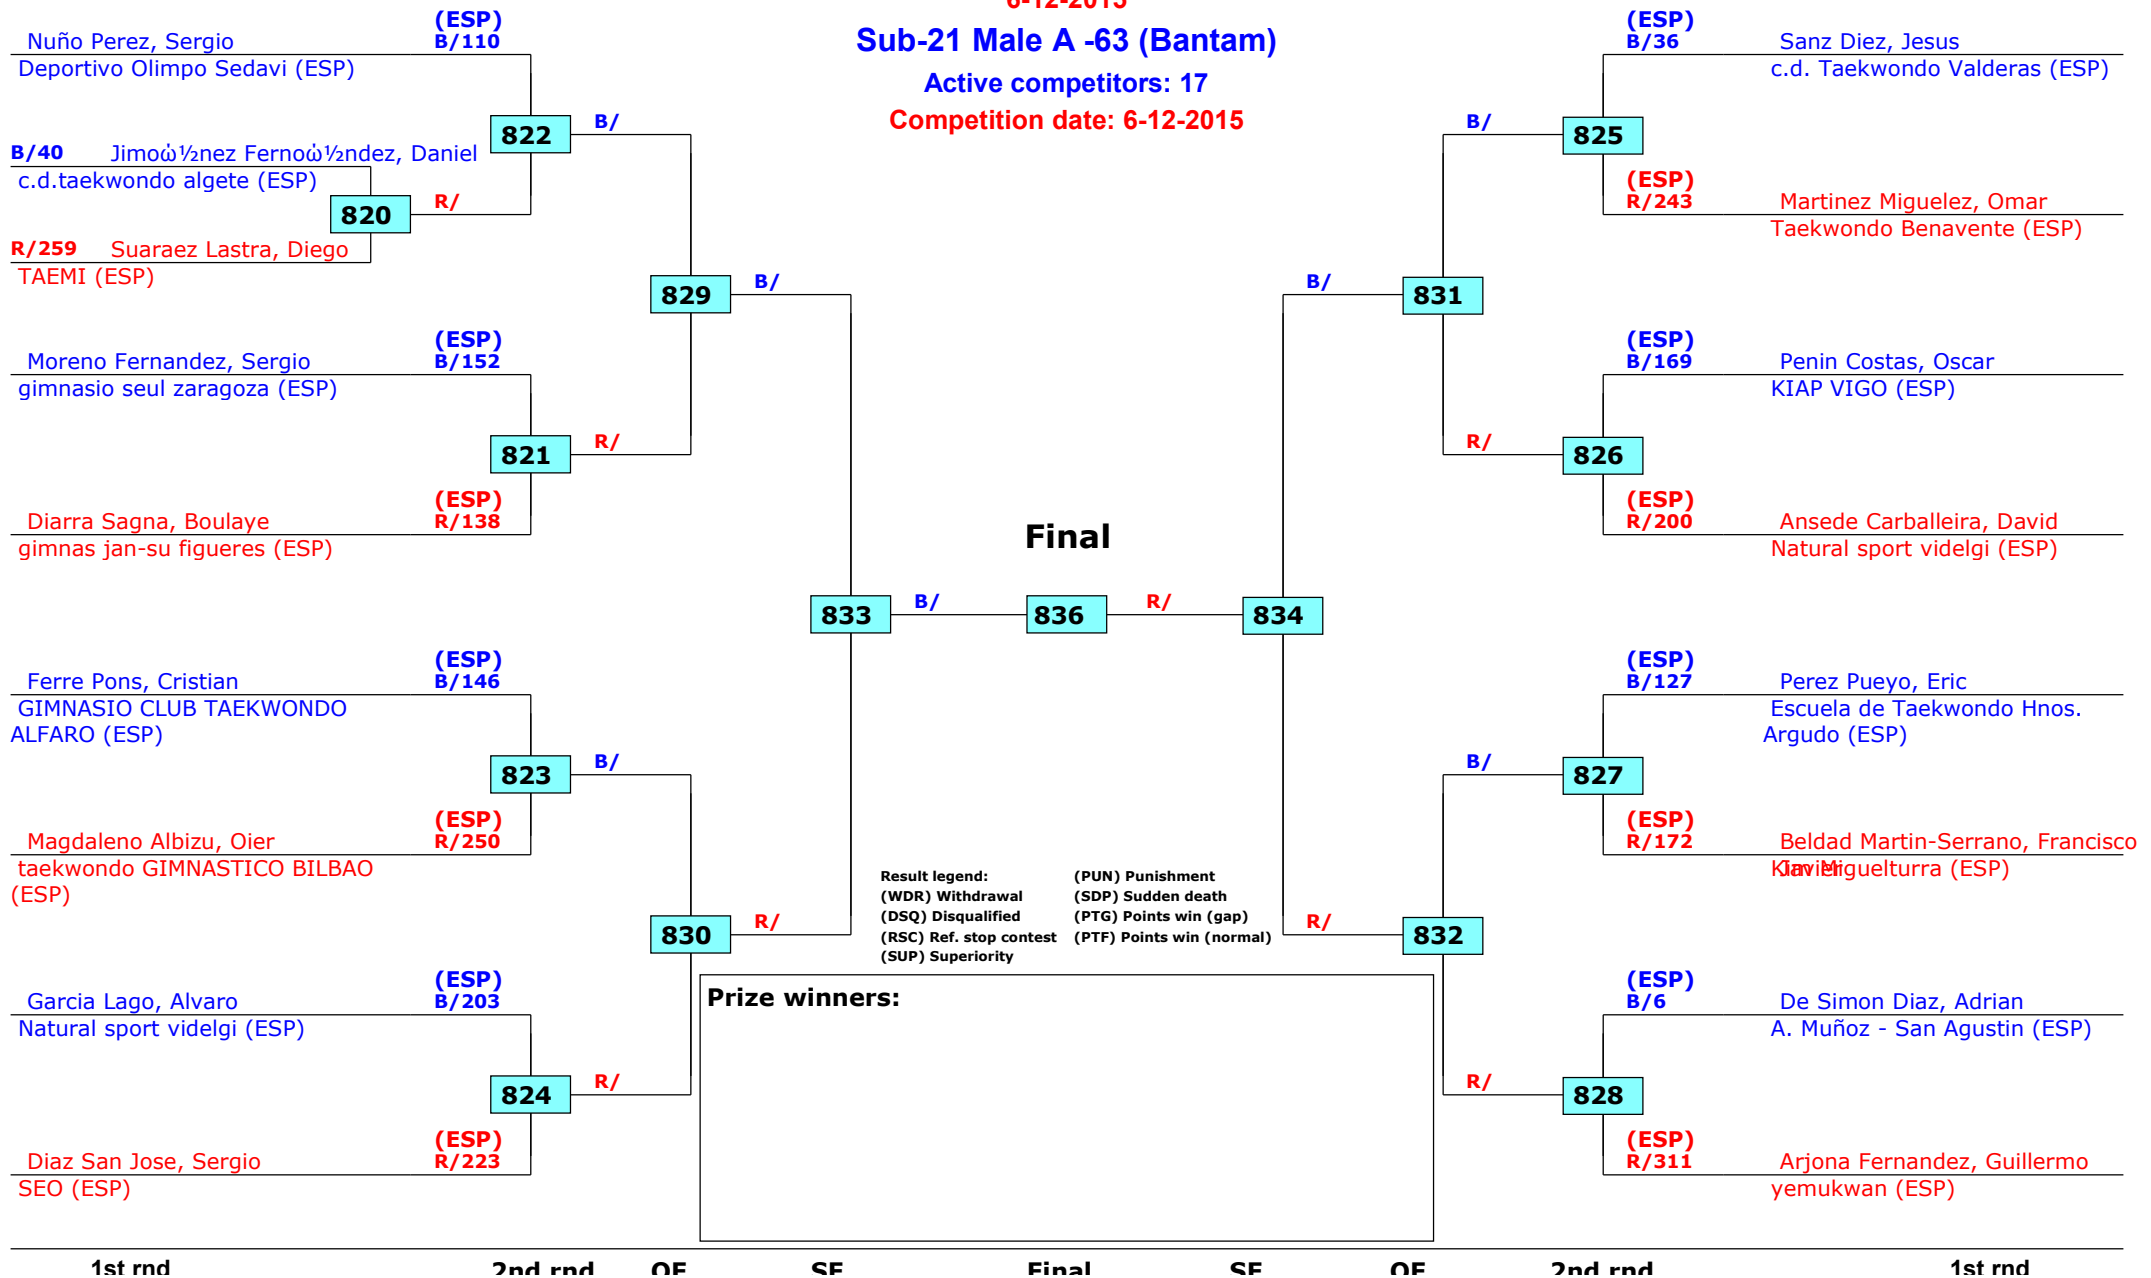 6-12-2015
Sub-21 Male A -63 (Bantam)
Active competitors: 17
Competition date: 6-12-2015
(ESP)
Nuño Perez, Sergio B/110
Deportivo Olimpo Sedavi (ESP)
822 B/
B/40 Jimoώ½nez Fernoώ½ndez, Daniel
c.d.taekwondo algete (ESP)
820 R/
R/259 Suaraez Lastra, Diego
TAEMI (ESP)
829 B/
(ESP)
Moreno Fernandez, Sergio B/152
gimnasio seul zaragoza (ESP)
821 R/
(ESP)
Diarra Sagna, Boulaye R/138
gimnas jan-su figueres (ESP)
833 B/
(ESP)
Ferre Pons, Cristian B/146
GIMNASIO CLUB TAEKWONDO
ALFARO (ESP)
823 B/
(ESP)
Magdaleno Albizu, Oier R/250
taekwondo GIMNASTICO BILBAO
(ESP)
830 R/
(ESP)
Garcia Lago, Alvaro B/203
Natural sport videlgi (ESP)
824 R/
(ESP)
Diaz San Jose, Sergio R/223
SEO (ESP)
Final
836
(ESP)
B/36 Sanz Diez, Jesus
c.d. Taekwondo Valderas (ESP)
B/ 825
(ESP)
R/243 Martinez Miguelez, Omar
Taekwondo Benavente (ESP)
B/ 831
(ESP)
B/169 Penin Costas, Oscar
KIAP VIGO (ESP)
R/ 826
(ESP)
R/200 Ansede Carballeira, David
Natural sport videlgi (ESP)
R/ 834
(ESP)
B/127 Perez Pueyo, Eric
Escuela de Taekwondo Hnos.
Argudo (ESP)
B/ 827
(ESP)
R/172 Beldad Martin-Serrano, Francisco
Javier
Kim Miguelturra (ESP)
R/ 832
(ESP)
B/6 De Simon Diaz, Adrian
A. Muñoz - San Agustin (ESP)
R/ 828
(ESP)
R/311 Arjona Fernandez, Guillermo
yemukwan (ESP)
Result legend: (PUN) Punishment
(WDR) Withdrawal (SDP) Sudden death
(DSQ) Disqualified (PTG) Points win (gap)
(RSC) Ref. stop contest (PTF) Points win (normal)
(SUP) Superiority
Prize winners:
1st rnd 2nd rnd QF SF Final SF QF 2nd rnd 1st rnd